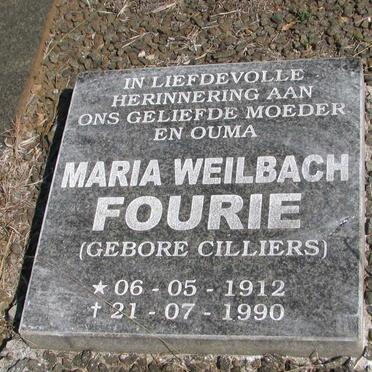 IN LIEFDEVOLLE
HERINNERING AAN
ONS GELIEFDE MOEDER
EN OUMA
MARIA WEILBACH
FOURIE
(GEBORE CILLIERS)
★ 06 - 05 - 1912
† 21 - 07 - 1990